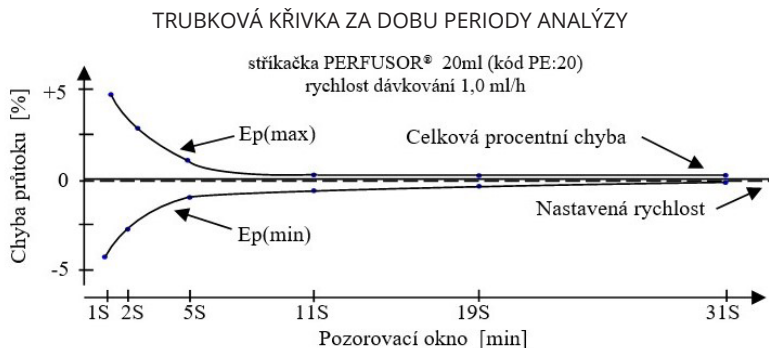 TRUBKOVÁ KŘIVKA ZA DOBU PERIODY ANALÝZY
stříkačka PERFUSOR® 20ml (kód PE:20)
rychlost dávkování 1,0 ml/h
+5
0
-5
Chyba průtoku [%]
Ep(max)
Celková procentní chyba
Ep(min)
Nastavená rychlost
1S 2S 5S 11S 19S 31S
Pozorovací okno [min]